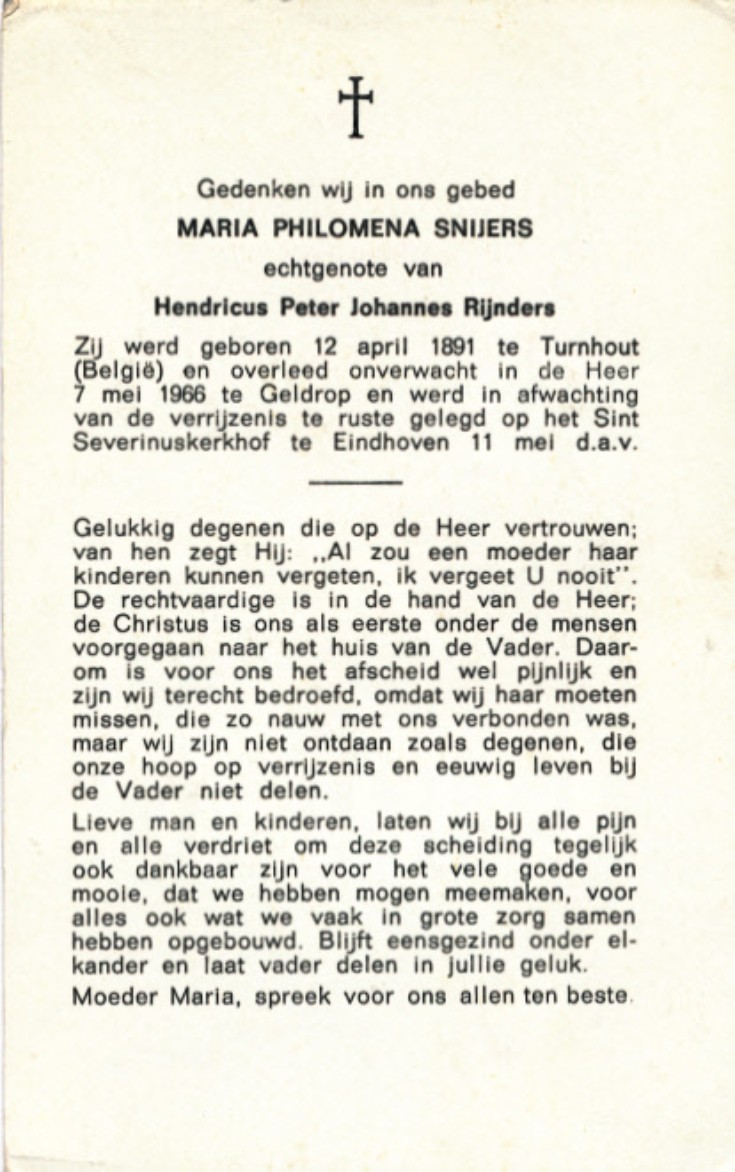 Gedenken wij in ons gebed
MARIA PHILOMENA SNIJERS
echtgenote van
Hendricus Peter Johannes Rijnders
Zij werd geboren 12 april 1891 te Turnhout
(België) en overleed onverwacht in de Heer
7 mei 1966 te Geldrop en werd in afwachting
van de verrijzenis te ruste gelegd op het Sint
Severinuskerkhof te Eindhoven 11 mei d.a.v.
Gelukkig degenen die op de Heer vertrouwen;
van hen zegt Hij: „Al zou een moeder haar
kinderen kunnen vergeten, ik vergeet U nooit”.
De rechtvaardige is in de hand van de Heer;
de Christus is ons als eerste onder de mensen
voorgegaan naar het huis van de Vader. Daar-
om is voor ons het afscheid wel pijnlijk en
zijn wij terecht bedroefd, omdat wij haar moeten
missen, die zo nauw met ons verbonden was,
maar wij zijn niet ontdaan zoals degenen, die
onze hoop op verrijzenis en eeuwig leven bij
de Vader niet delen.
Lieve man en kinderen, laten wij bij alle pijn
en alle verdriet om deze scheiding tegelijk
ook dankbaar zijn voor het vele goede en
mooie, dat we hebben mogen meemaken, voor
alles ook wat we vaak in grote zorg samen
hebben opgebouwd. Blijft eensgezind onder el-
kander en laat vader delen in jullie geluk.
Moeder Maria, spreek voor ons allen ten beste.